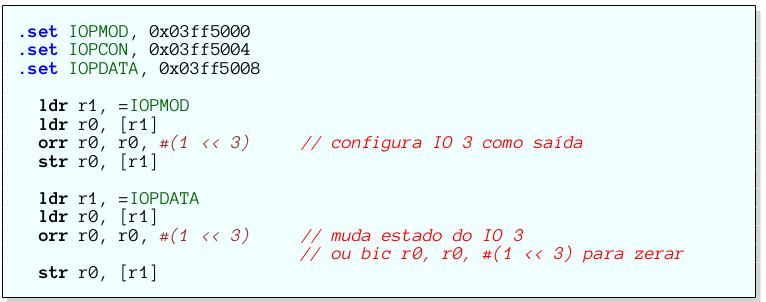 .set IOPMOD, 0x03ff5000
.set IOPCON, 0x03ff5004
.set IOPDATA, 0x03ff5008
ldr r1, =IOPMOD
ldr r0, [r1]
orr r0, r0, #(1 << 3) // configura IO 3 como saída
str r0, [r1]
ldr r1, =IOPDATA
ldr r0, [r1]
orr r0, r0, #(1 << 3) // muda estado do IO 3
// ou bic r0, r0, #(1 << 3) para zerar
str r0, [r1]